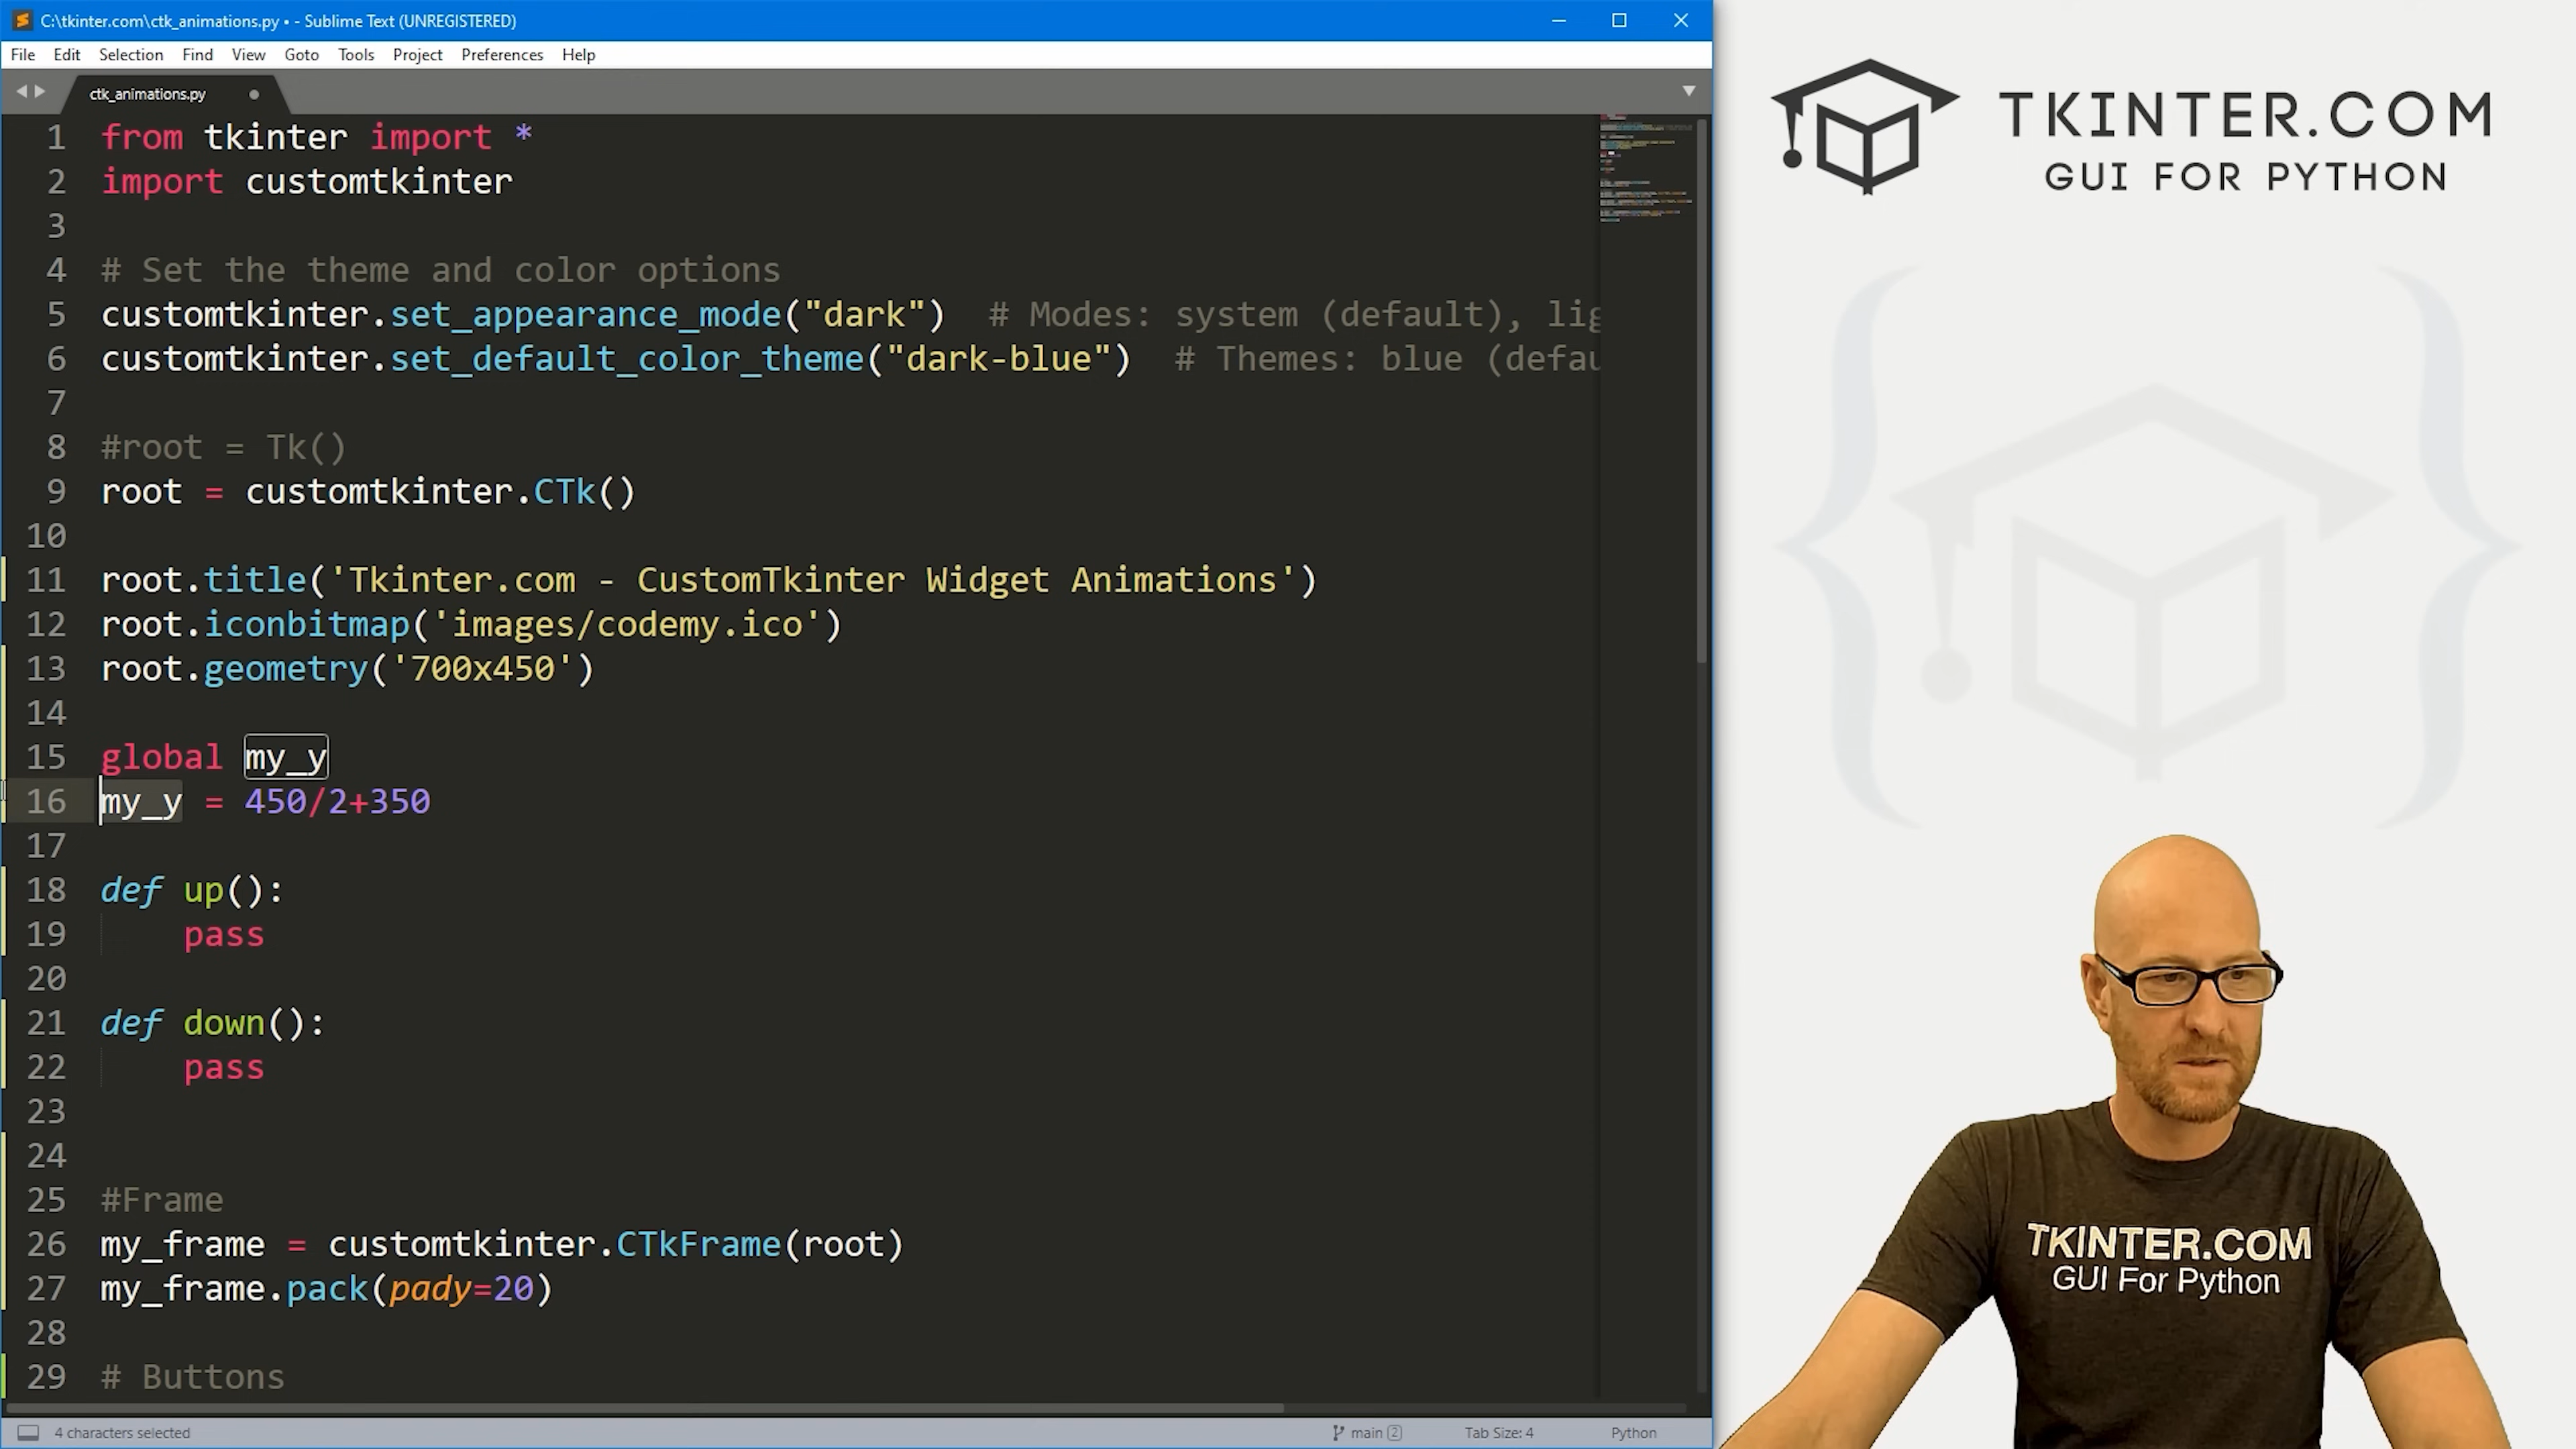 C:\tkinter.com\ctk_animations.py • - Sublime Text (UNREGISTERED)
File Edit Selection Find View Goto Tools Project Preferences Help
ctk_animations.py
1 from tkinter import *
2 import customtkinter
3
4 # Set the theme and color options
5 customtkinter.set_appearance_mode("dark")  # Modes: system (default), lig
6 customtkinter.set_default_color_theme("dark-blue")  # Themes: blue (defau
7
8 #root = Tk()
9 root = customtkinter.CTk()
10
11 root.title('Tkinter.com - CustomTkinter Widget Animations')
12 root.iconbitmap('images/codemy.ico')
13 root.geometry('700x450')
14
15 global my_y
16 my_y = 450/2+350
17
18 def up():
19     pass
20
21 def down():
22     pass
23
24
25 #Frame
26 my_frame = customtkinter.CTkFrame(root)
27 my_frame.pack(pady=20)
28
29 # Buttons
4 characters selected
main 2
Tab Size: 4
Python
TKINTER.COM
GUI FOR PYTHON
TKINTER.COM
GUI For Python